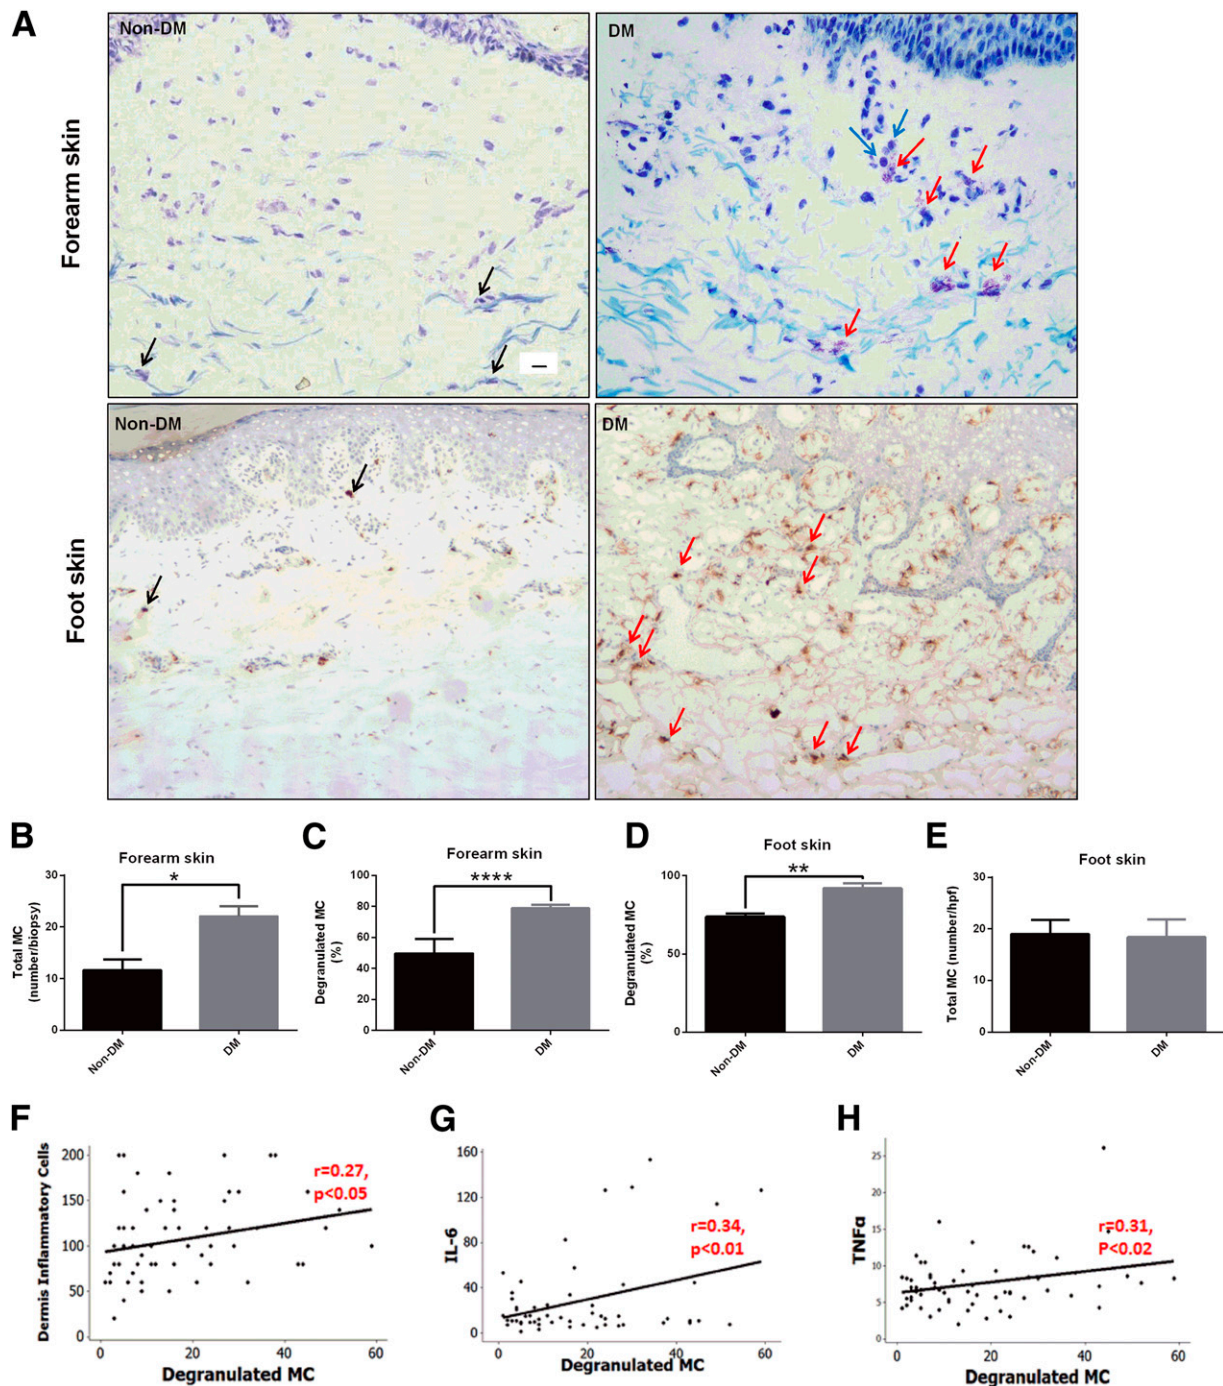 A
Non-DM
DM
Forearm skin
Non-DM
DM
Foot skin
B
Forearm skin
*
Total MC
(number/biopsy)
30
20
10
0
Non-DM
DM
C
Forearm skin
****
Degranulated MC
(%)
100
80
60
40
20
0
Non-DM
DM
D
Foot skin
**
Degranulated MC
(%)
100
50
0
Non-DM
DM
E
Foot skin
Total MC (number/hpf)
30
20
10
0
Non-DM
DM
F
Dermis Inflammatory Cells
200
150
100
50
0
r=0.27,
p<0.05
0
20
40
60
Degranulated MC
G
IL-6
160
120
80
40
0
r=0.34,
p<0.01
0
20
40
60
Degranulated MC
H
TNFα
25
20
15
10
5
0
r=0.31,
P<0.02
0
20
40
60
Degranulated MC